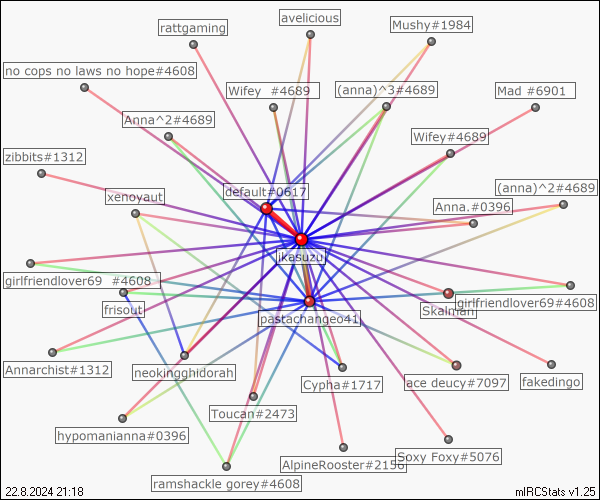 avelicious
rattgaming
Mushy#1984
no cops no laws no hope#4608
Wifey #4689
(anna)^3#4689
Mad #6901
Anna^2#4689
Wifey#4689
zibbits#1312
default#0617
(anna)^2#4689
xenoyaut
Anna.#0396
ikasuzu
girlfriendlover69 #4608
girlfriendlover69#4608
frisout
Skalman
pastachangeo41
Annarchist#1312
neokingghidorah
Cypha#1717
ace deucy#7097
fakedingo
Toucan#2473
hypomanianna#0396
Soxy Foxy#5076
AlpineRooster#2156
ramshackle gorey#4608
22.8.2024 21:18
mIRCStats v1.25